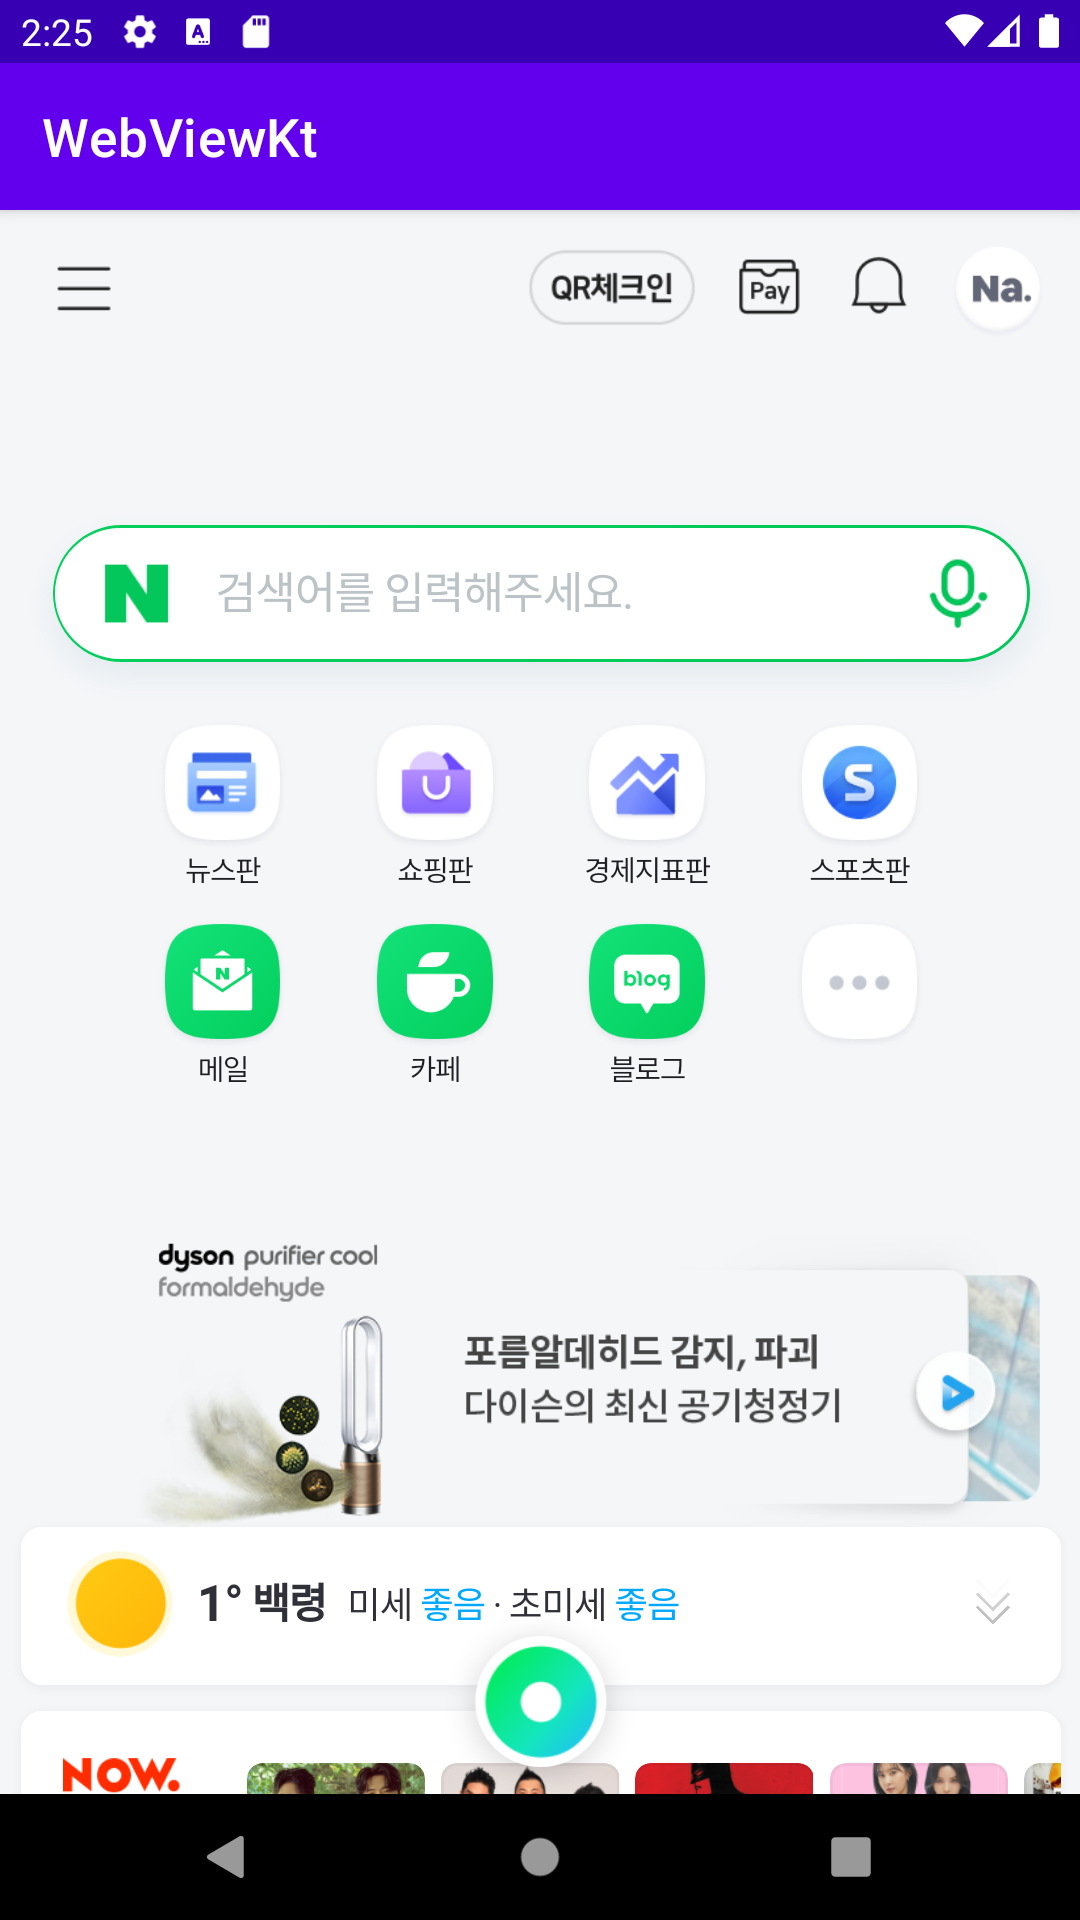 2:25
WebViewKt
QR체크인
Pay
Na.
N 검색어를 입력해주세요.
뉴스판 쇼핑판 경제지표판 스포츠판
S
N
blog
메일 카페 블로그
dyson purifier cool
formaldehyde
포름알데히드 감지, 파괴
다이슨의 최신 공기청정기
1° 백령 미세 좋음 · 초미세 좋음
NOW.